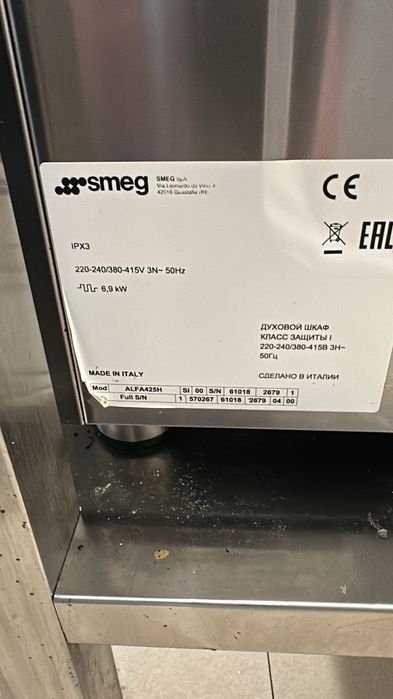 smeg
SMEG SpA
Via Leonardo da Vinci 4
42016 Guastalla (RE)
CE
IPX3
EAC
220-240/380-415V 3N~ 50Hz
6,9 kW
ДУХОВОЙ ШКАФ
КЛАСС ЗАЩИТЫ I
220-240/380-415В 3Н~
50Гц
MADE IN ITALY
СДЕЛАНО В ИТАЛИИ
Mod ALFA425H SI 00 S/N 61018 2679 1
Full S/N 1 570267 61018 2679 04 00